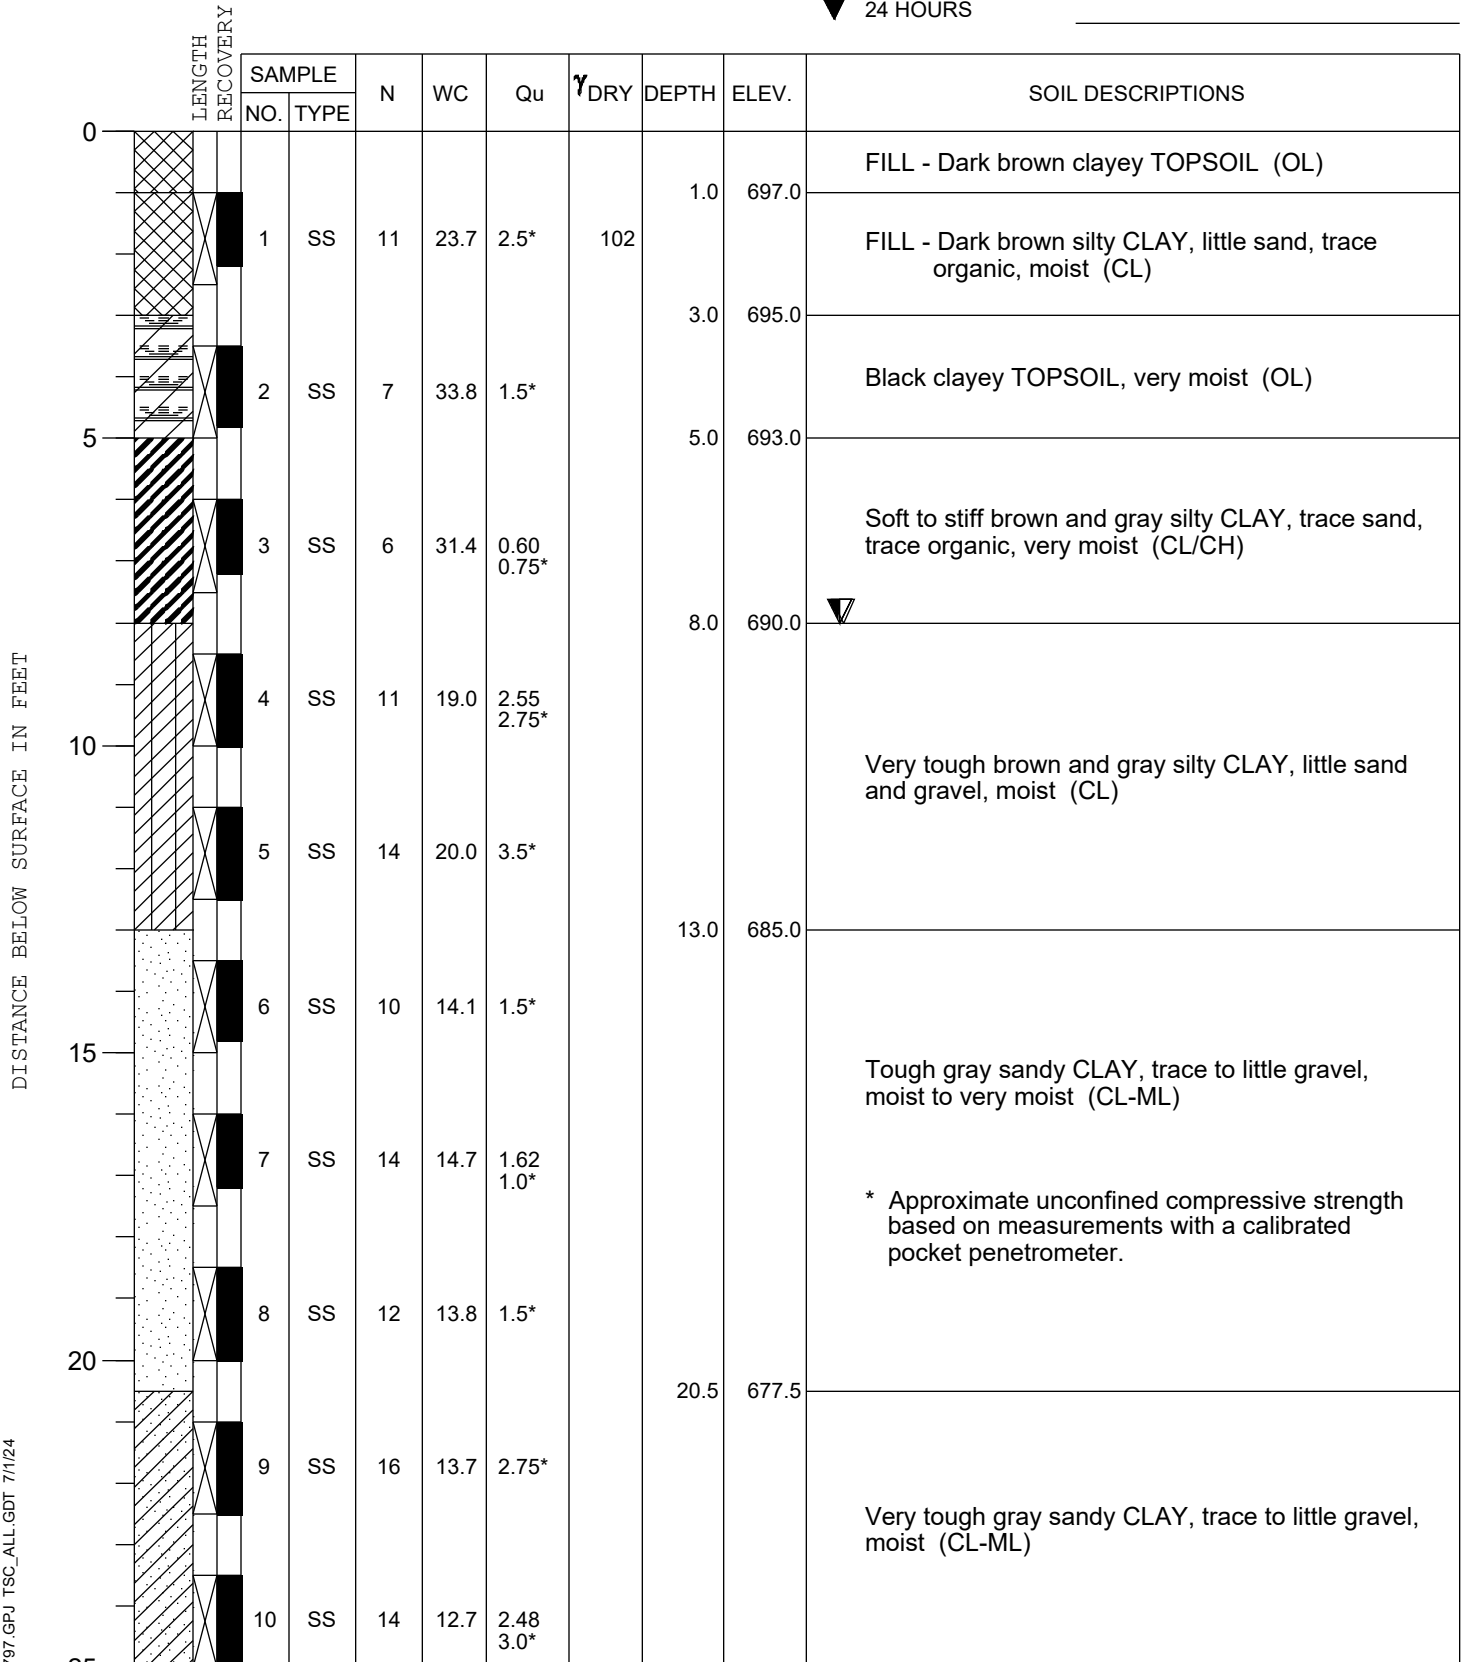 24 HOURS
LENGTH
RECOVERY
SAMPLE
NO. TYPE N WC Qu γDRY DEPTH ELEV. SOIL DESCRIPTIONS
0
FILL - Dark brown clayey TOPSOIL (OL)
1.0 697.0
1 SS 11 23.7 2.5* 102
FILL - Dark brown silty CLAY, little sand, trace
organic, moist (CL)
3.0 695.0
2 SS 7 33.8 1.5*
Black clayey TOPSOIL, very moist (OL)
5 5.0 693.0
Soft to stiff brown and gray silty CLAY, trace sand,
trace organic, very moist (CL/CH)
3 SS 6 31.4 0.60
0.75*
8.0 690.0
4 SS 11 19.0 2.55
2.75*
10
Very tough brown and gray silty CLAY, little sand
and gravel, moist (CL)
5 SS 14 20.0 3.5*
13.0 685.0
6 SS 10 14.1 1.5*
15
Tough gray sandy CLAY, trace to little gravel,
moist to very moist (CL-ML)
7 SS 14 14.7 1.62
1.0*
* Approximate unconfined compressive strength
based on measurements with a calibrated
pocket penetrometer.
8 SS 12 13.8 1.5*
20
20.5 677.5
9 SS 16 13.7 2.75*
Very tough gray sandy CLAY, trace to little gravel,
moist (CL-ML)
10 SS 14 12.7 2.48
3.0*
DISTANCE BELOW SURFACE IN FEET
797.GPJ TSC_ALL.GDT 7/1/24